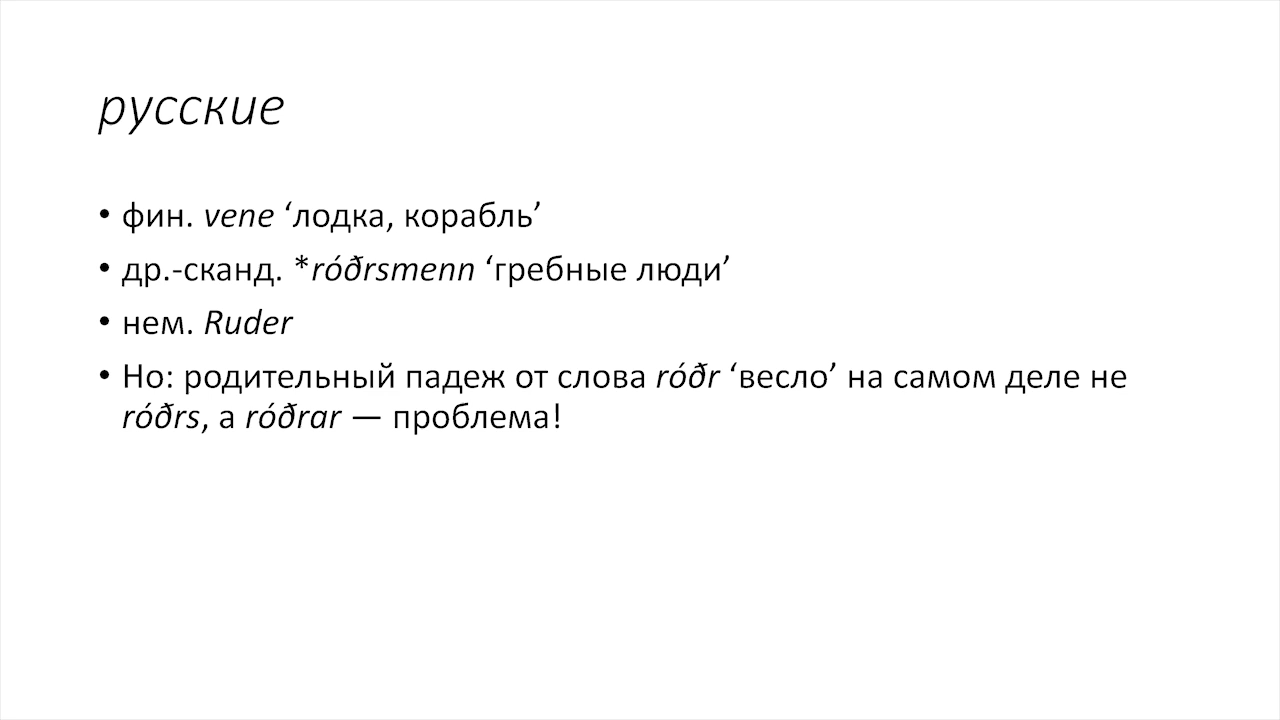 русские
• фин. vene ‘лодка, корабль’
• др.-сканд. *róðrsmenn ‘гребные люди’
• нем. Ruder
• Но: родительный падеж от слова róðr ‘весло’ на самом деле не
róðrs, а róðrar — проблема!